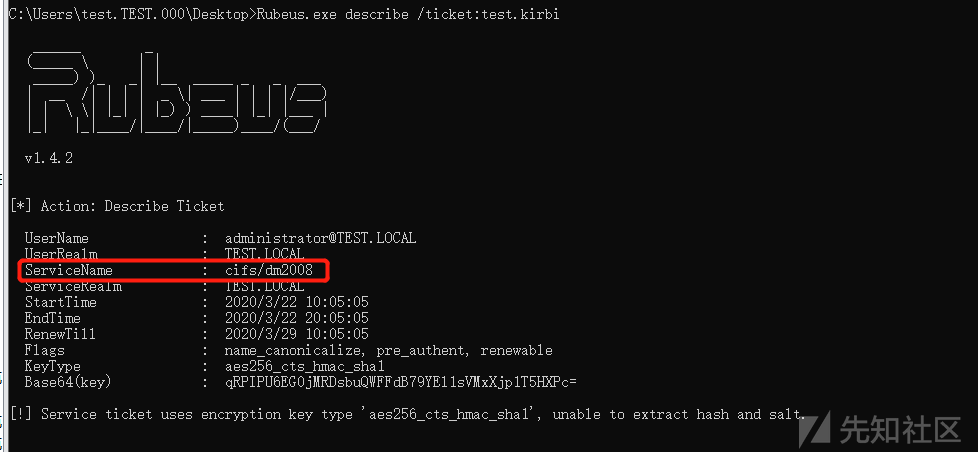 C:\Users\test.TEST.000\Desktop>Rubeus.exe describe /ticket:test.kirbi
Rubeus
v1.4.2
[*] Action: Describe Ticket
UserName : administrator@TEST.LOCAL
UserRealm : TEST.LOCAL
ServiceName : cifs/dm2008
ServiceRealm : TEST.LOCAL
StartTime : 2020/3/22 10:05:05
EndTime : 2020/3/22 20:05:05
RenewTill : 2020/3/29 10:05:05
Flags : name_canonicalize, pre_authent, renewable
KeyType : aes256_cts_hmac_sha1
Base64(key) : qRPIPU6EG0jMRDsbuQWFFdB79YE11sVMxXjp1T5HXPc=
[!] Service ticket uses encryption key type 'aes256_cts_hmac_sha1', unable to extract hash and salt.
先知社区